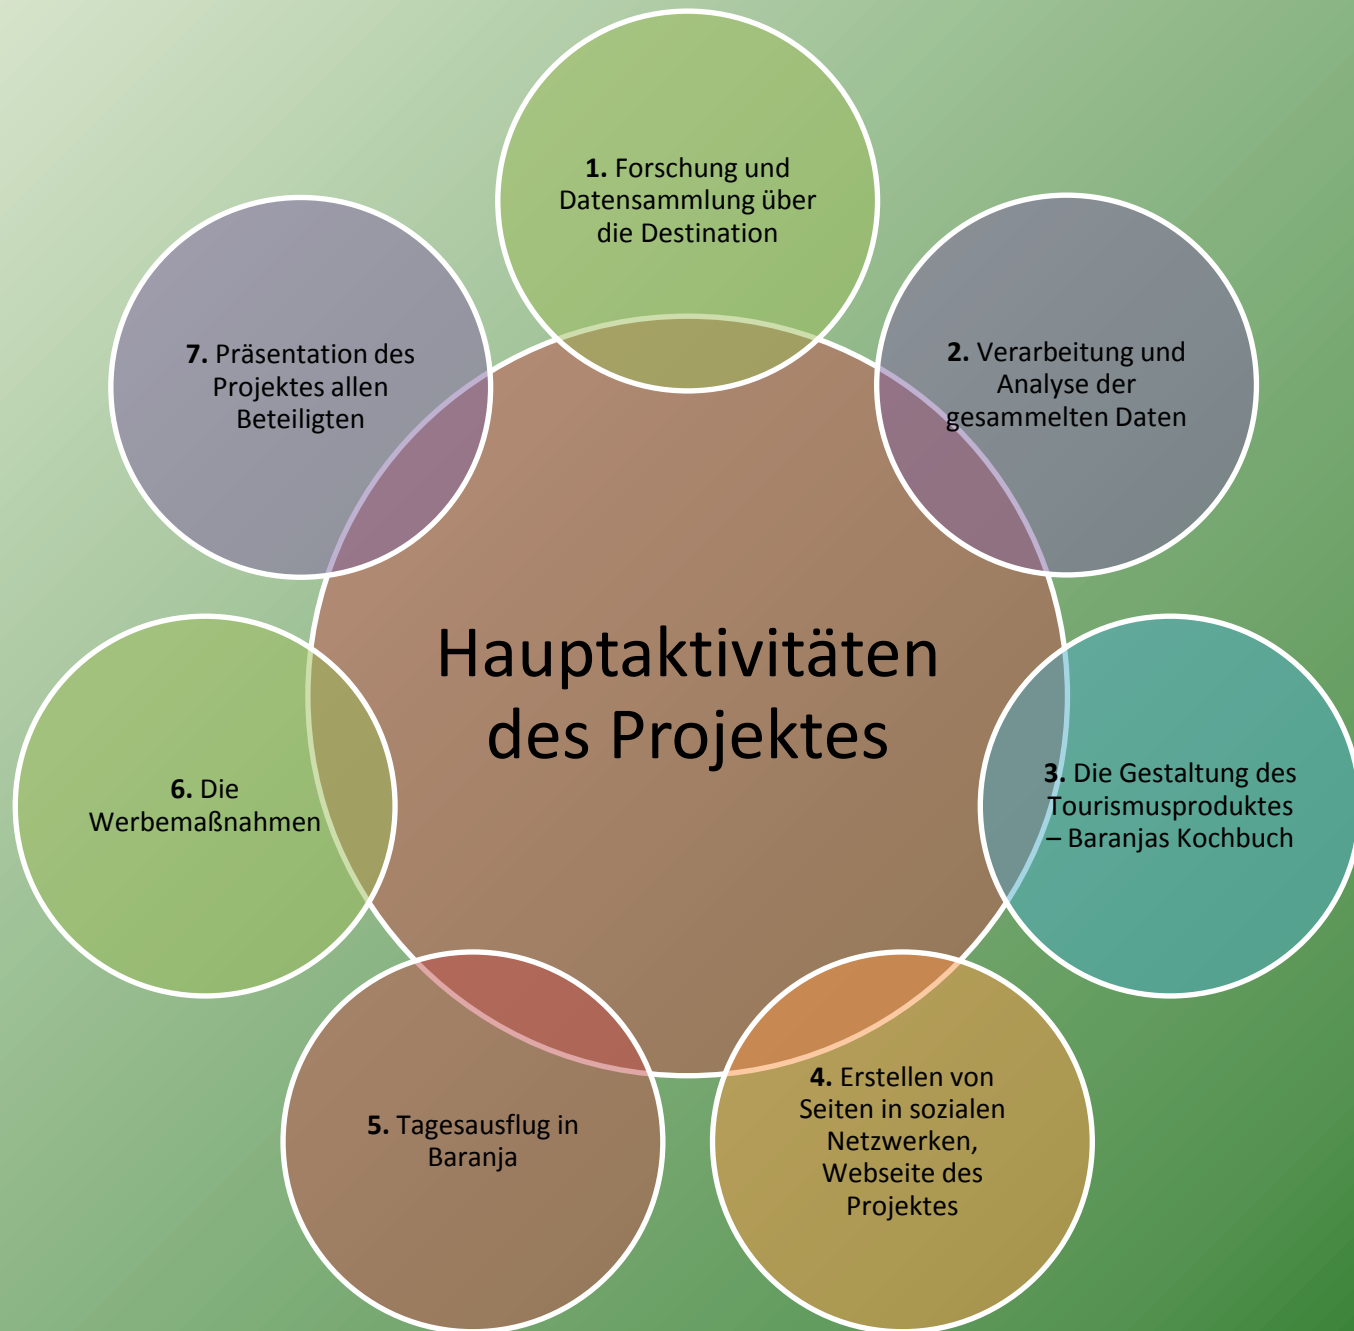 Hauptaktivitäten
des Projektes
1. Forschung und
Datensammlung über
die Destination
2. Verarbeitung und
Analyse der
gesammelten Daten
3. Die Gestaltung des
Tourismusproduktes
– Baranjas Kochbuch
4. Erstellen von
Seiten in sozialen
Netzwerken,
Webseite des
Projektes
5. Tagesausflug in
Baranja
6. Die
Werbemaßnahmen
7. Präsentation des
Projektes allen
Beteiligten